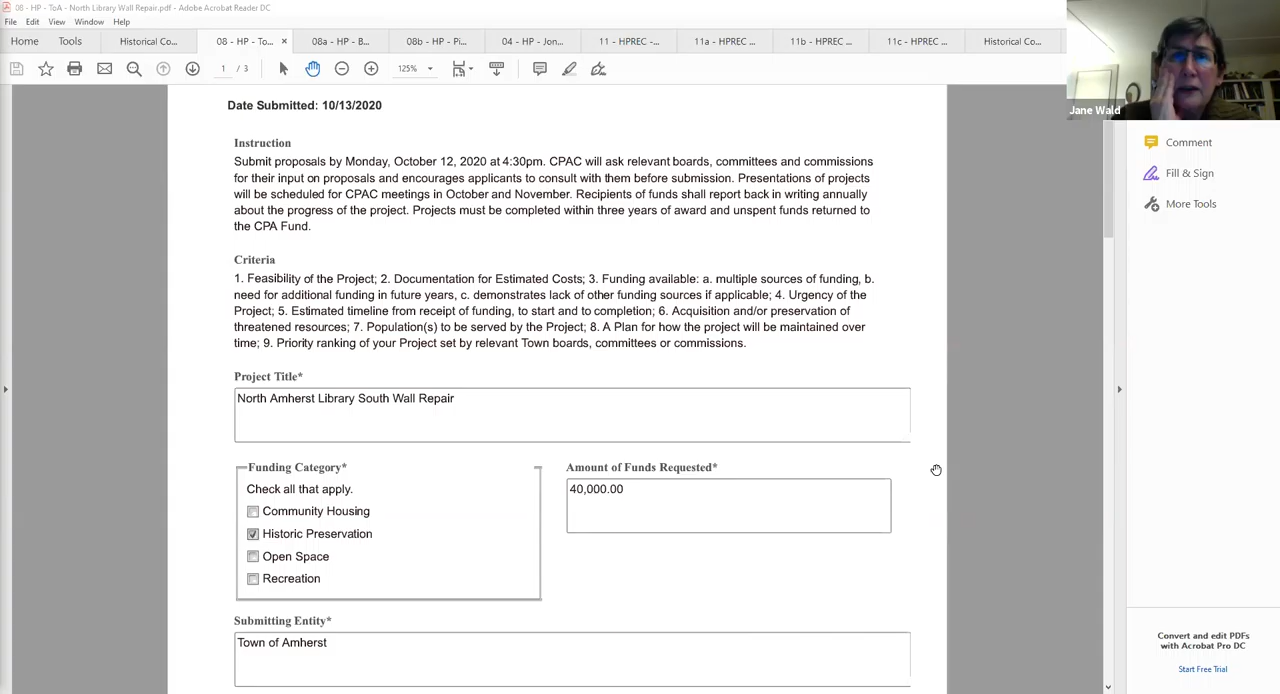 08 - HP - ToA - North Library Wall Repair.pdf - Adobe Acrobat Reader DC
File Edit View Window Help
Home Tools Historical Co... 08 - HP - To... × 08a - HP - B... 08b - HP - Pi... 04 - HP - Jon... 11 - HPREC -... 11a - HPREC ... 11b - HPREC ... 11c - HPREC ... Historical Co...
1 / 3 125%
Jane Wald
Date Submitted: 10/13/2020
Instruction
Submit proposals by Monday, October 12, 2020 at 4:30pm. CPAC will ask relevant boards, committees and commissions
for their input on proposals and encourages applicants to consult with them before submission. Presentations of projects
will be scheduled for CPAC meetings in October and November. Recipients of funds shall report back in writing annually
about the progress of the project. Projects must be completed within three years of award and unspent funds returned to
the CPA Fund.
Criteria
1. Feasibility of the Project; 2. Documentation for Estimated Costs; 3. Funding available: a. multiple sources of funding, b.
need for additional funding in future years, c. demonstrates lack of other funding sources if applicable; 4. Urgency of the
Project; 5. Estimated timeline from receipt of funding, to start and to completion; 6. Acquisition and/or preservation of
threatened resources; 7. Population(s) to be served by the Project; 8. A Plan for how the project will be maintained over
time; 9. Priority ranking of your Project set by relevant Town boards, committees or commissions.
Project Title*
North Amherst Library South Wall Repair
Funding Category*
Check all that apply.
Community Housing
Historic Preservation
Open Space
Recreation
Amount of Funds Requested*
40,000.00
Submitting Entity*
Town of Amherst
Comment
Fill & Sign
More Tools
Convert and edit PDFs
with Acrobat Pro DC
Start Free Trial